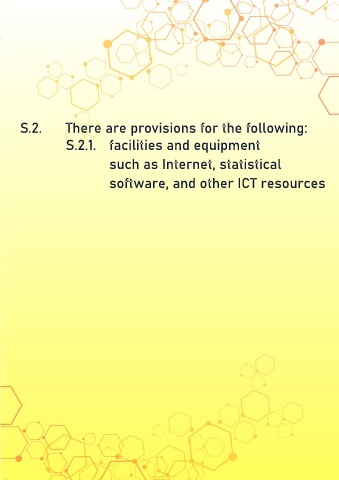 S.2. There are provisions for the following:
S.2.1. facilities and equipment
such as Internet, statistical
software, and other ICT resources